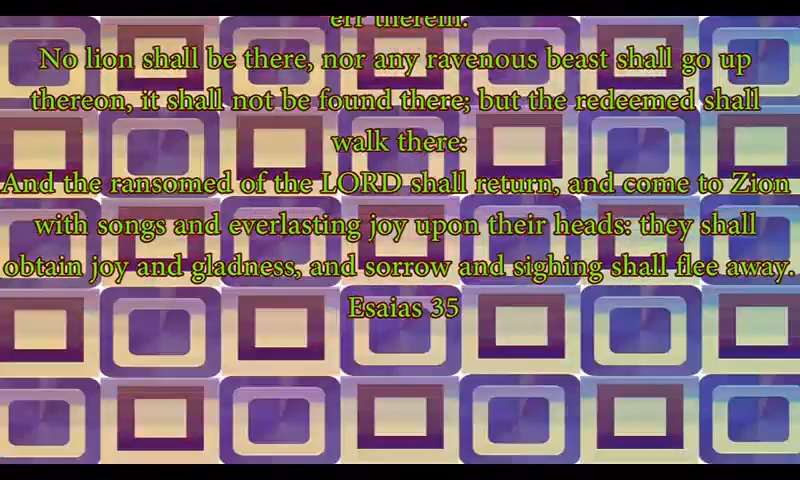 err therein.
No lion shall be there, nor any ravenous beast shall go up
thereon, it shall not be found there; but the redeemed shall
walk there:
And the ransomed of the LORD shall return, and come to Zion
with songs and everlasting joy upon their heads: they shall
obtain joy and gladness, and sorrow and sighing shall flee away.
Esaias 35